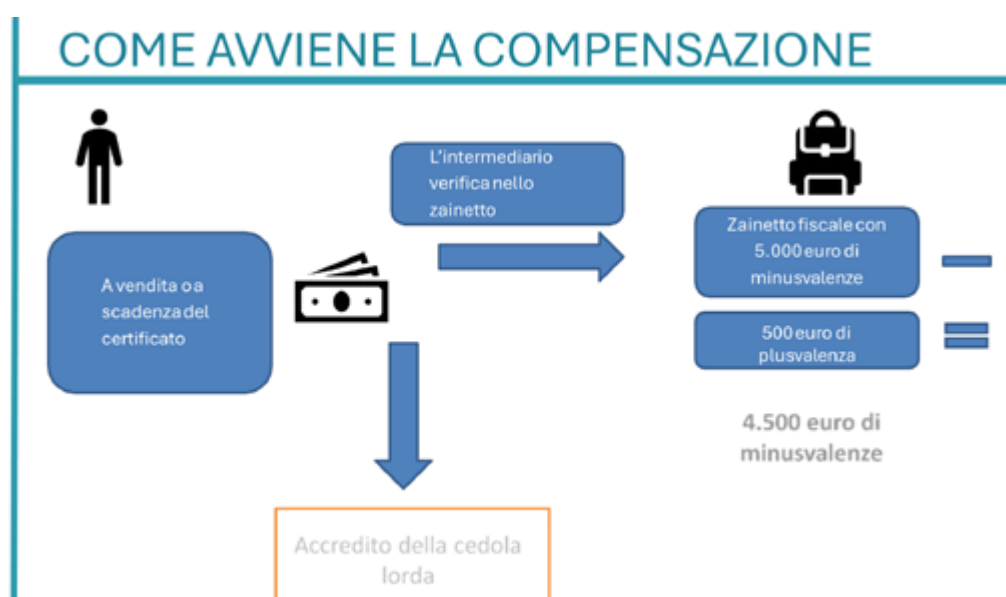 COME AVVIENE LA COMPENSAZIONE
L'intermediario
verifica nello
zainetto
A vendita o a
scadenza del
certificato
Zainetto fiscale con
5.000 euro di
minusvalenze
500 euro di
plusvalenza
4.500 euro di
minusvalenze
Accredito della cedola
lorda